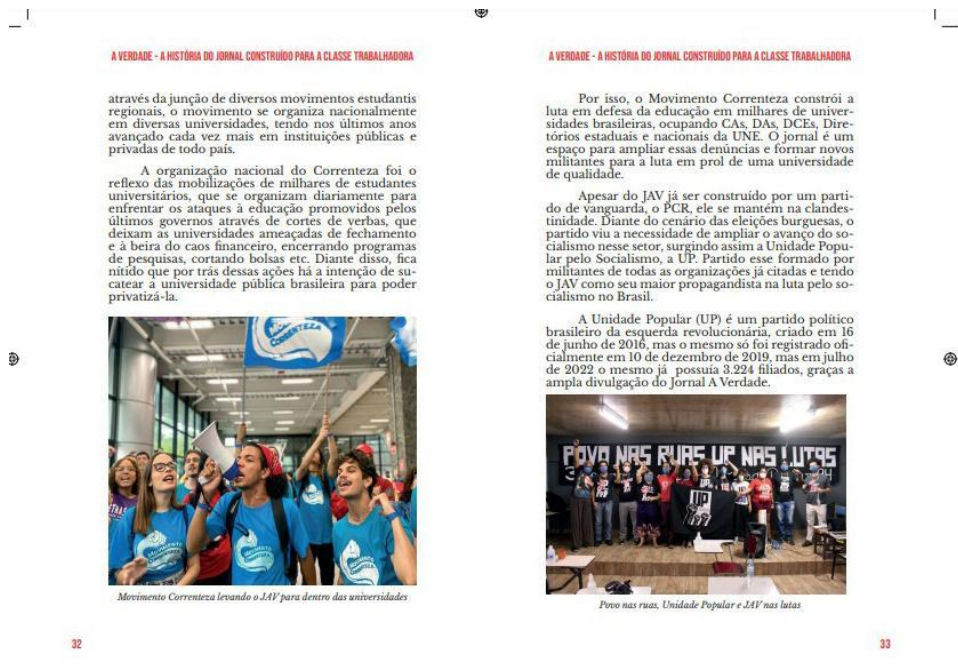 A VERDADE - A HISTÓRIA DO JORNAL CONSTRUÍDO PARA A CLASSE TRABALHADORA
através da junção de diversos movimentos estudantis
regionais, o movimento se organiza nacionalmente
em diversas universidades, tendo nos últimos anos
avançado cada vez mais em instituições públicas e
privadas de todo país.
A organização nacional do Correnteza foi o
reflexo das mobilizações de milhares de estudantes
universitários, que se organizam diariamente para
enfrentar os ataques à educação promovidos pelos
últimos governos através de cortes de verbas, que
deixam as universidades ameaçadas de fechamento
e à beira do caos financeiro, encerrando programas
de pesquisas, cortando bolsas etc. Diante disso, fica
nítido que por trás dessas ações há a intenção de su-
catear a universidade pública brasileira para poder
privatizá-la.
CORRENTEZA
MOVIMENTO
CORRENTEZA
Movimento Correnteza levando o JAV para dentro das universidades
32
A VERDADE - A HISTÓRIA DO JORNAL CONSTRUÍDO PARA A CLASSE TRABALHADORA
Por isso, o Movimento Correnteza constrói a
luta em defesa da educação em milhares de univer-
sidades brasileiras, ocupando CAs, DAs, DCEs, Dire-
tórios estaduais e nacionais da UNE. O jornal é um
espaço para ampliar essas denúncias e formar novos
militantes para a luta em prol de uma universidade
de qualidade.
Apesar do JAV já ser construído por um parti-
do de vanguarda, o PCR, ele se mantém na clandes-
tinidade. Diante do cenário das eleições burguesas, o
partido viu a necessidade de ampliar o avanço do so-
cialismo nesse setor, surgindo assim a Unidade Popu-
lar pelo Socialismo, a UP. Partido esse formado por
militantes de todas as organizações já citadas e tendo
o JAV como seu maior propagandista na luta pelo so-
cialismo no Brasil.
A Unidade Popular (UP) é um partido político
brasileiro da esquerda revolucionária, criado em 16
de junho de 2016, mas o mesmo só foi registrado ofi-
cialmente em 10 de dezembro de 2019, mas em julho
de 2022 o mesmo já possuía 3.224 filiados, graças a
ampla divulgação do Jornal A Verdade.
POVO NAS RUAS UP NAS LUTAS
UP
Povo nas ruas, Unidade Popular e JAV nas lutas
33